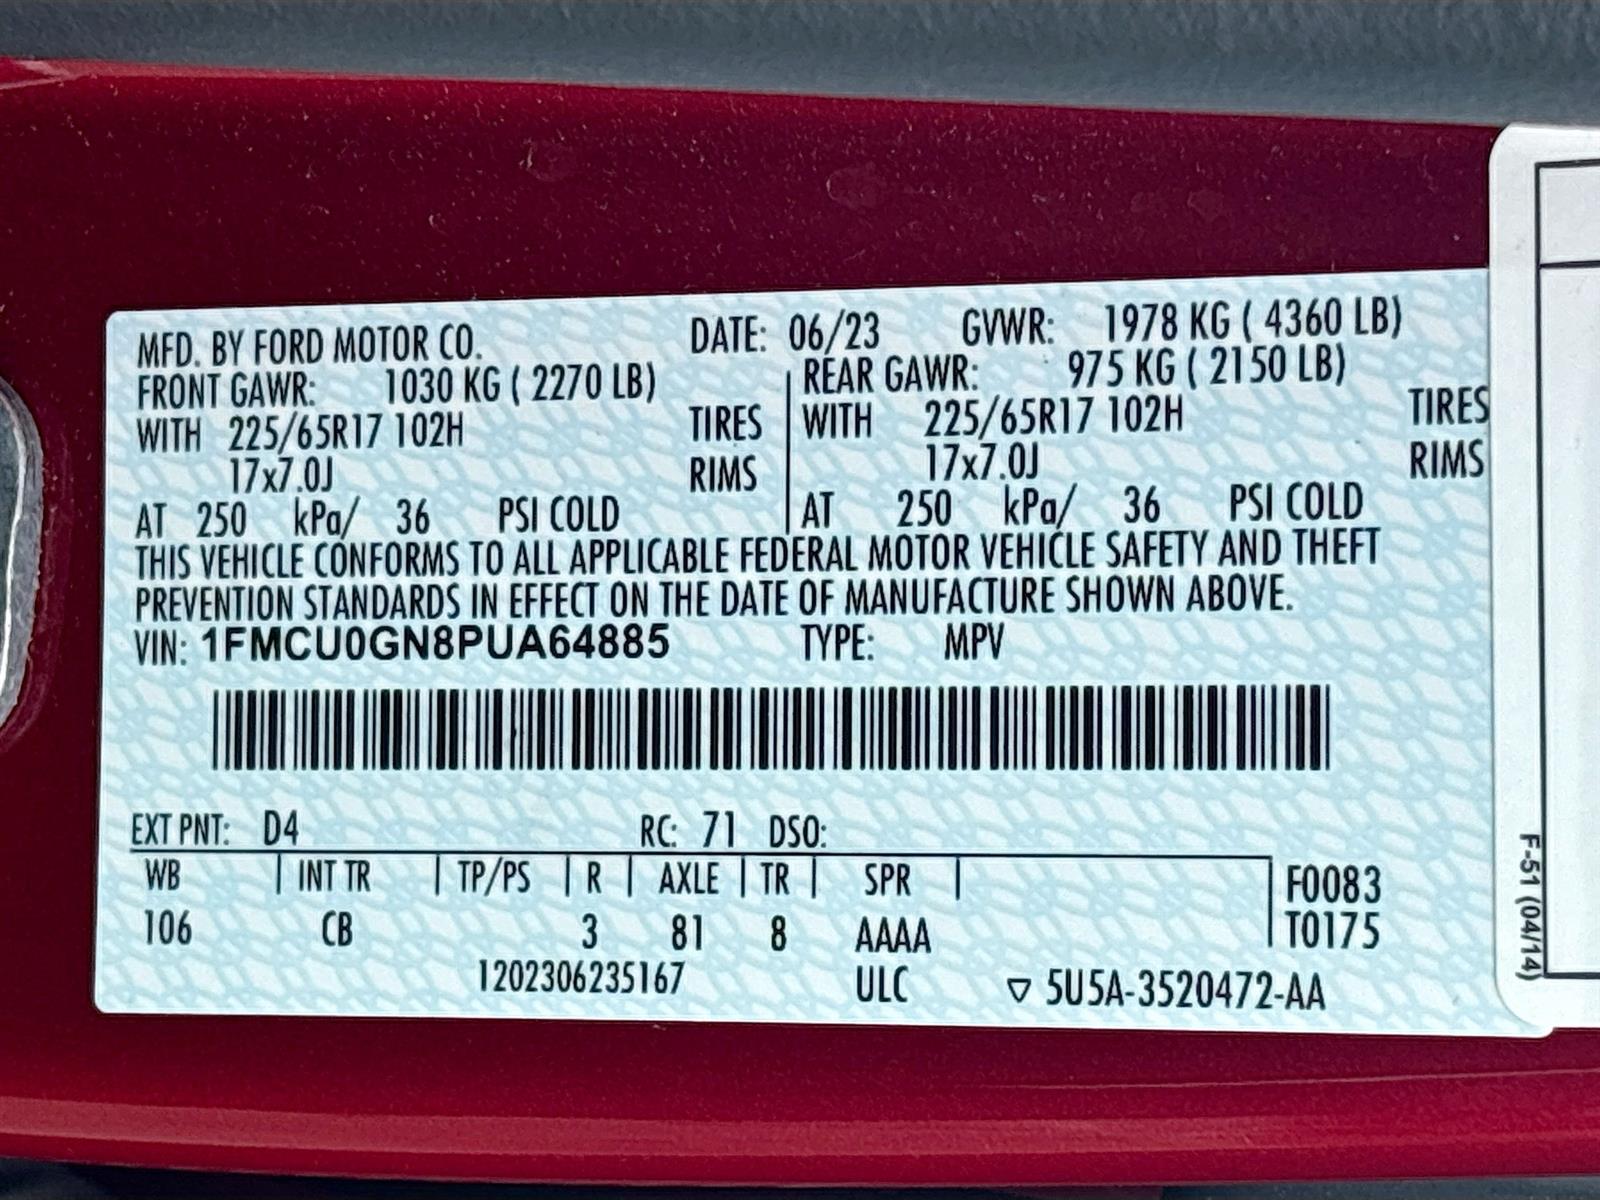 MFD. BY FORD MOTOR CO. DATE: 06/23 GVWR: 1978 KG ( 4360 LB)
FRONT GAWR: 1030 KG ( 2270 LB) REAR GAWR: 975 KG ( 2150 LB)
WITH 225/65R17 102H TIRES WITH 225/65R17 102H TIRES
17x7.0J RIMS 17x7.0J RIMS
AT 250 kPa/ 36 PSI COLD AT 250 kPa/ 36 PSI COLD
THIS VEHICLE CONFORMS TO ALL APPLICABLE FEDERAL MOTOR VEHICLE SAFETY AND THEFT
PREVENTION STANDARDS IN EFFECT ON THE DATE OF MANUFACTURE SHOWN ABOVE.
VIN: 1FMCU0GN8PUA64885 TYPE: MPV
EXT PNT: D4 RC: 71 DSO:
WB INT TR TP/PS R AXLE TR SPR F0083
106 CB 3 81 8 AAAA T0175
1202306235167 ULC ▽ 5U5A-3520472-AA
F-51 (04/14)